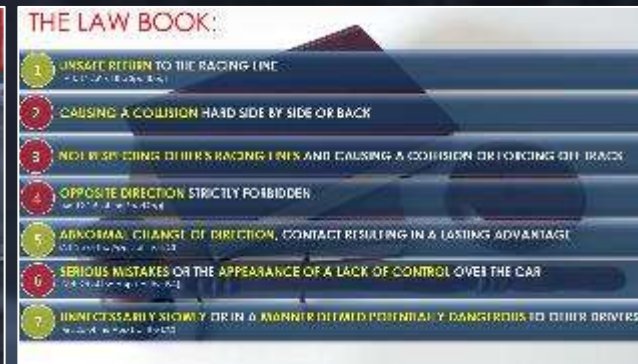 THE LAW BOOK:
1 UNSAFE RETURN TO THE RACING LINE
2 CAUSING A COLLISION HARD SIDE BY SIDE OR BACK
3 NOT RESPECTING OTHER'S RACING LINES AND CAUSING A COLLISION OR FORCING OFF TRACK
4 OPPOSITE DIRECTION STRICTLY FORBIDDEN
5 ABNORMAL CHANGE OF DIRECTION, CONTACT RESULTING IN A LASTING ADVANTAGE
6 SERIOUS MISTAKES OR THE APPEARANCE OF A LACK OF CONTROL OVER THE CAR
7 UNNECESSARILY SLOWLY OR IN A MANNER DEEMED POTENTIALLY DANGEROUS TO OTHER DRIVERS